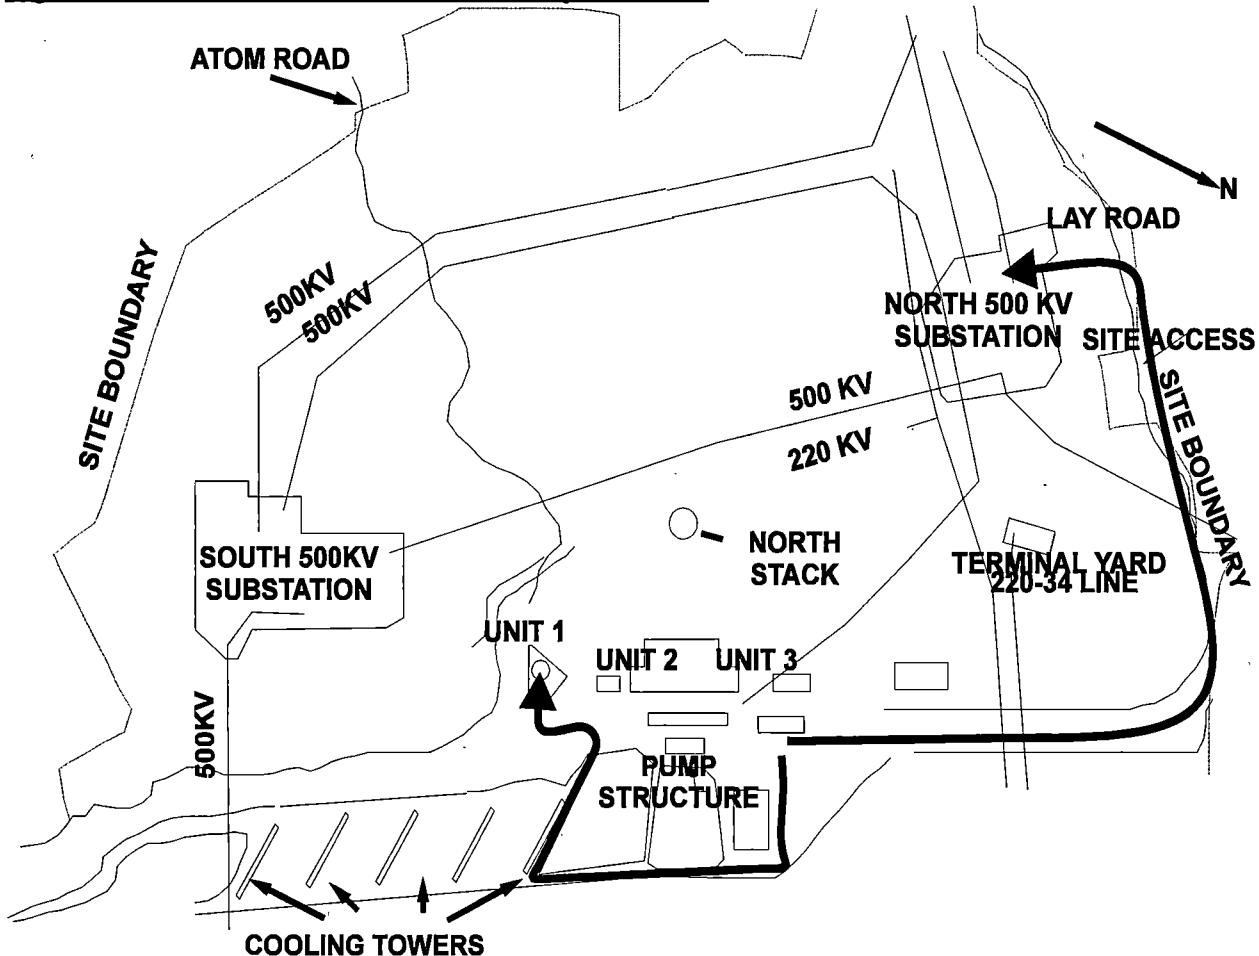 ATOM ROAD
N
LAY ROAD
SITE BOUNDARY
500KV
500KV
NORTH 500 KV
SUBSTATION
SITE ACCESS
500 KV
220 KV
SITE BOUNDARY
SOUTH 500KV
SUBSTATION
NORTH
STACK
TERMINAL YARD
220-34 LINE
UNIT 1
UNIT 2
UNIT 3
500KV
PUMP
STRUCTURE
COOLING TOWERS